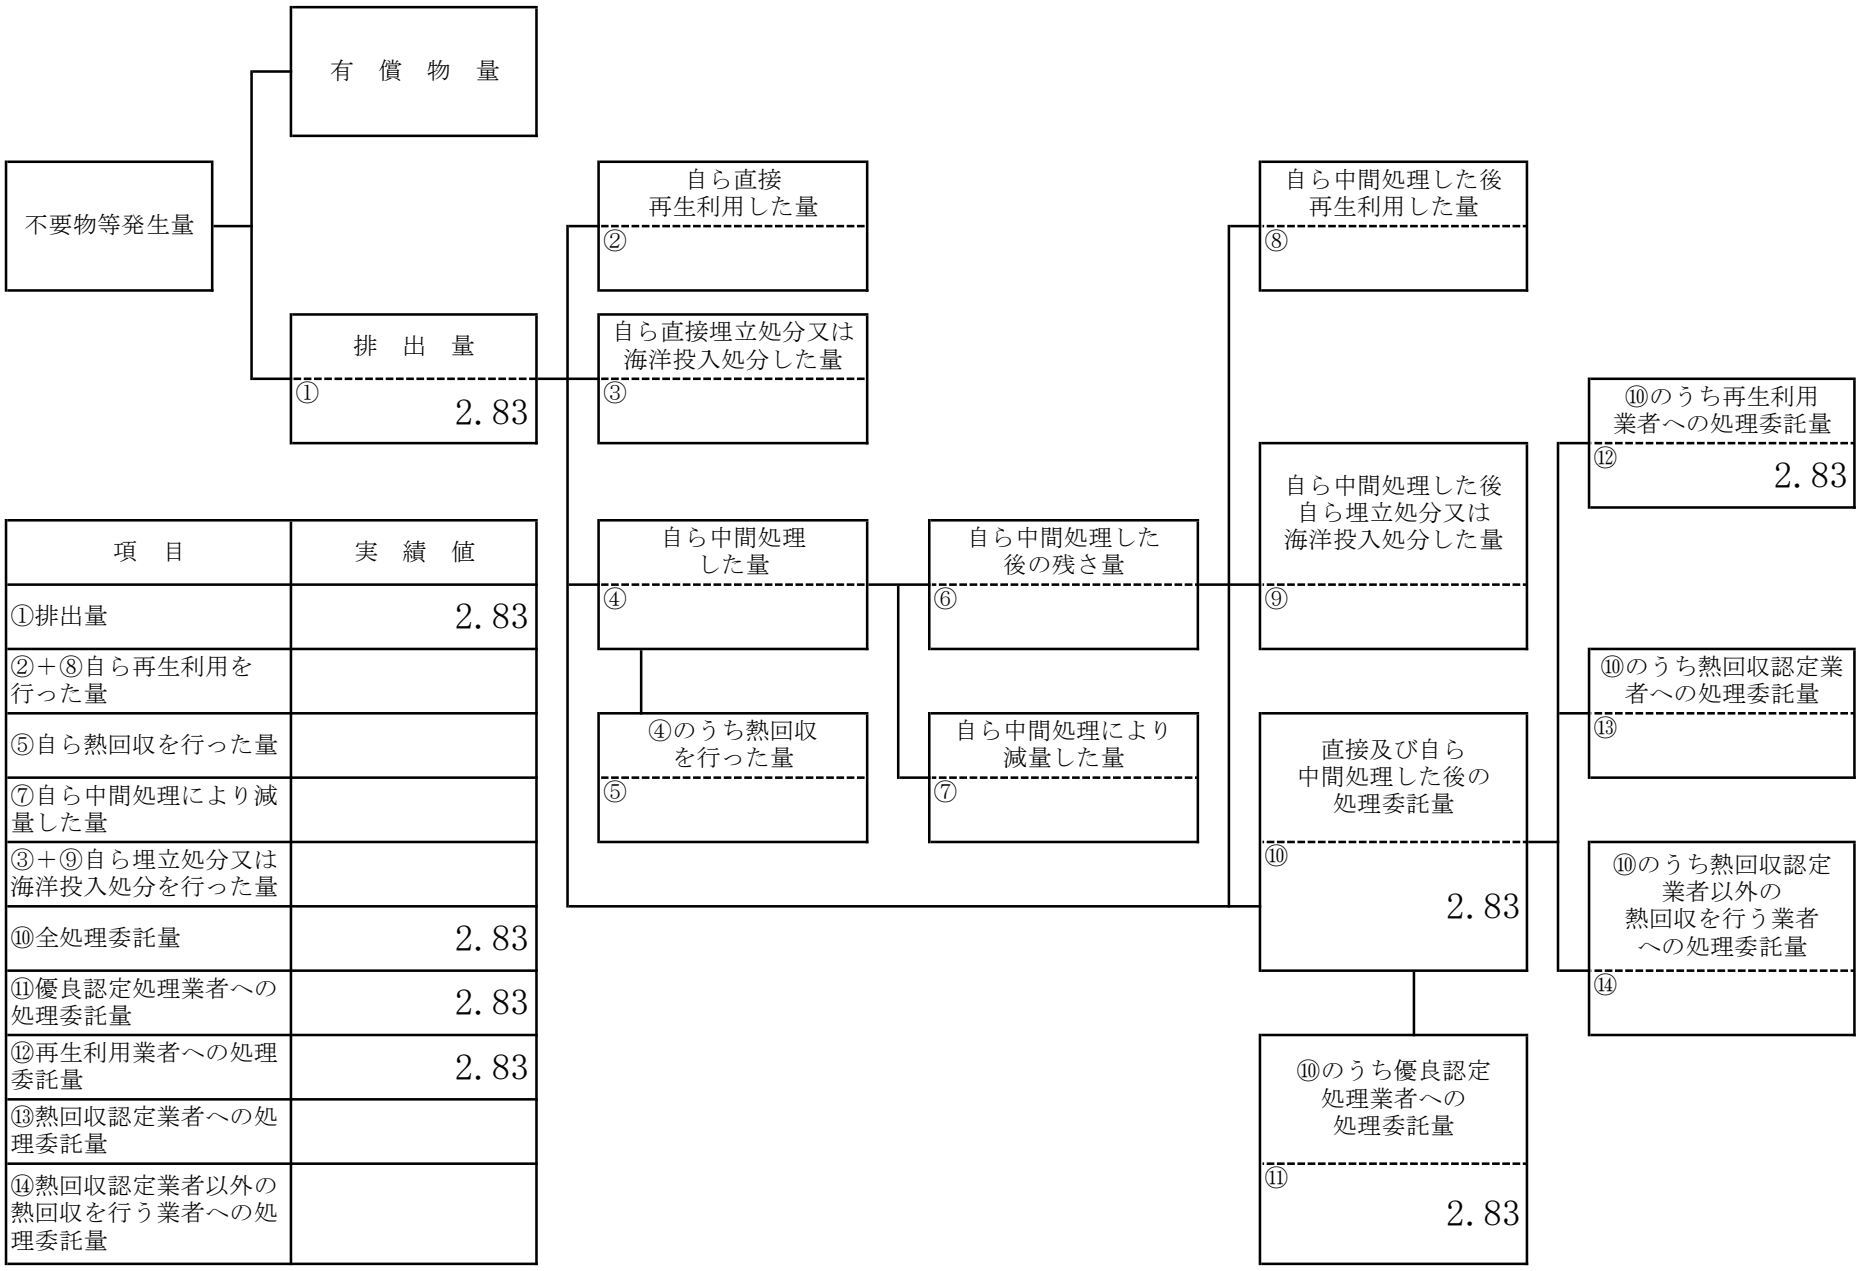 有 償 物 量
不要物等発生量
自ら直接
再生利用した量
②
自ら中間処理した後
再生利用した量
⑧
排 出 量
①
2.83
自ら直接埋立処分又は
海洋投入処分した量
③
⑩のうち再生利用
業者への処理委託量
⑫
2.83
自ら中間処理した後
自ら埋立処分又は
海洋投入処分した量
⑨
自ら中間処理
した量
④
自ら中間処理した
後の残さ量
⑥
⑩のうち熱回収認定業
者への処理委託量
⑬
④のうち熱回収
を行った量
⑤
自ら中間処理により
減量した量
⑦
直接及び自ら
中間処理した後の
処理委託量
⑩
2.83
⑩のうち熱回収認定
業者以外の
熱回収を行う業者
への処理委託量
⑭
⑩のうち優良認定
処理業者への
処理委託量
⑪
2.83
項 目 実 績 値
①排出量 2.83
②＋⑧自ら再生利用を
行った量
⑤自ら熱回収を行った量
⑦自ら中間処理により減
量した量
③＋⑨自ら埋立処分又は
海洋投入処分を行った量
⑩全処理委託量 2.83
⑪優良認定処理業者への
処理委託量 2.83
⑫再生利用業者への処理
委託量 2.83
⑬熱回収認定業者への処
理委託量
⑭熱回収認定業者以外の
熱回収を行う業者への処
理委託量